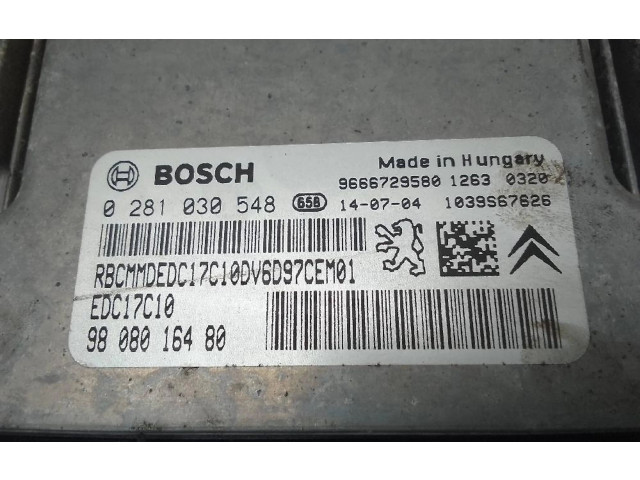 BOSCH
Made in Hungary
9666729580 1263 0320
0 281 030 548 658 14-07-04 1039S67626
RBCMMDEDC17C10DV6D97CEM01
EDC17C10
98 080 164 80